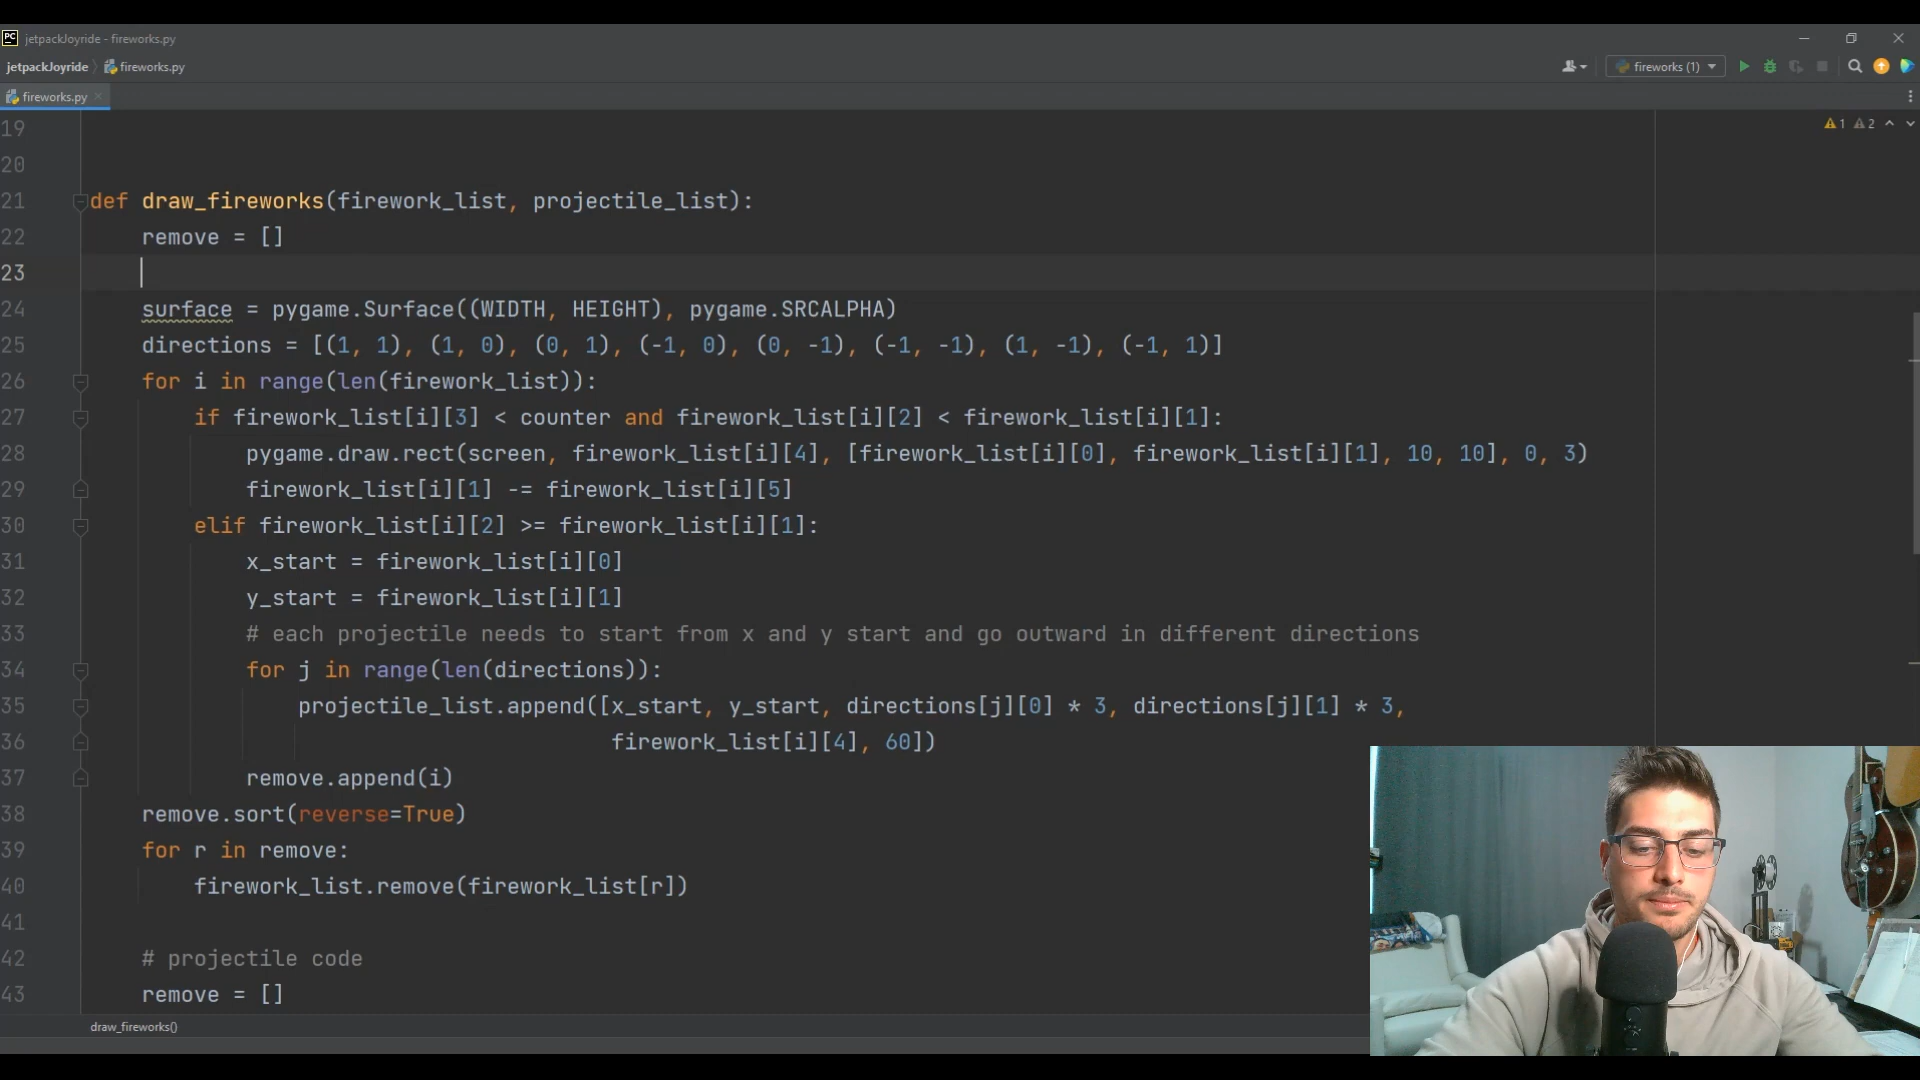 PC jetpackJoyride - fireworks.py
jetpackJoyride fireworks.py
fireworks (1)
fireworks.py
1 2
19
20
21 def draw_fireworks(firework_list, projectile_list):
22 remove = []
23
24 surface = pygame.Surface((WIDTH, HEIGHT), pygame.SRCALPHA)
25 directions = [(1, 1), (1, 0), (0, 1), (-1, 0), (0, -1), (-1, -1), (1, -1), (-1, 1)]
26 for i in range(len(firework_list)):
27 if firework_list[i][3] < counter and firework_list[i][2] < firework_list[i][1]:
28 pygame.draw.rect(screen, firework_list[i][4], [firework_list[i][0], firework_list[i][1], 10, 10], 0, 3)
29 firework_list[i][1] -= firework_list[i][5]
30 elif firework_list[i][2] >= firework_list[i][1]:
31 x_start = firework_list[i][0]
32 y_start = firework_list[i][1]
33 # each projectile needs to start from x and y start and go outward in different directions
34 for j in range(len(directions)):
35 projectile_list.append([x_start, y_start, directions[j][0] * 3, directions[j][1] * 3,
36 firework_list[i][4], 60])
37 remove.append(i)
38 remove.sort(reverse=True)
39 for r in remove:
40 firework_list.remove(firework_list[r])
41
42 # projectile code
43 remove = []
draw_fireworks()